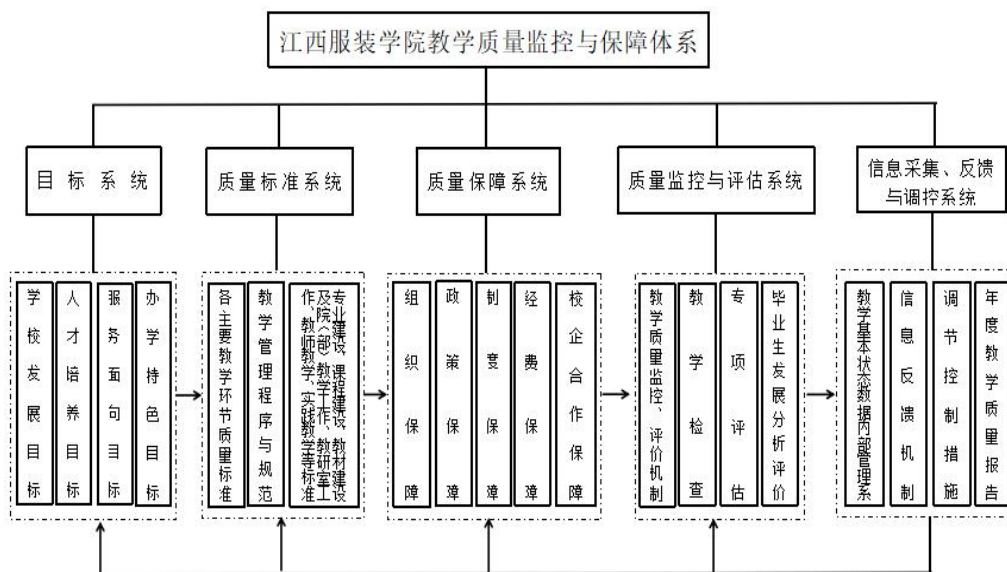 江西服装学院教学质量监控与保障体系
目标系统
质量标准系统
质量保障系统
质量监控与评估系统
信息采集、反馈
与调控系统
学校发展目标
人才培养目标
服务面句目标
办学持色目标
各主要教学环节质量标准
教学管理程序与规范
专业建设、课程建设、教材建设
及院（部）教学工作、教研室工
作、教师教学、实践教学等标准
组织保障
政策保障
制度保障
经费保障
校企合作保障
教学质量监控、评价机制
教学检查
专项评估
毕业生发展分析评价
教学基本状态数据内部管理系
信息反馈机制
调节控制措施
年度教学质量报告